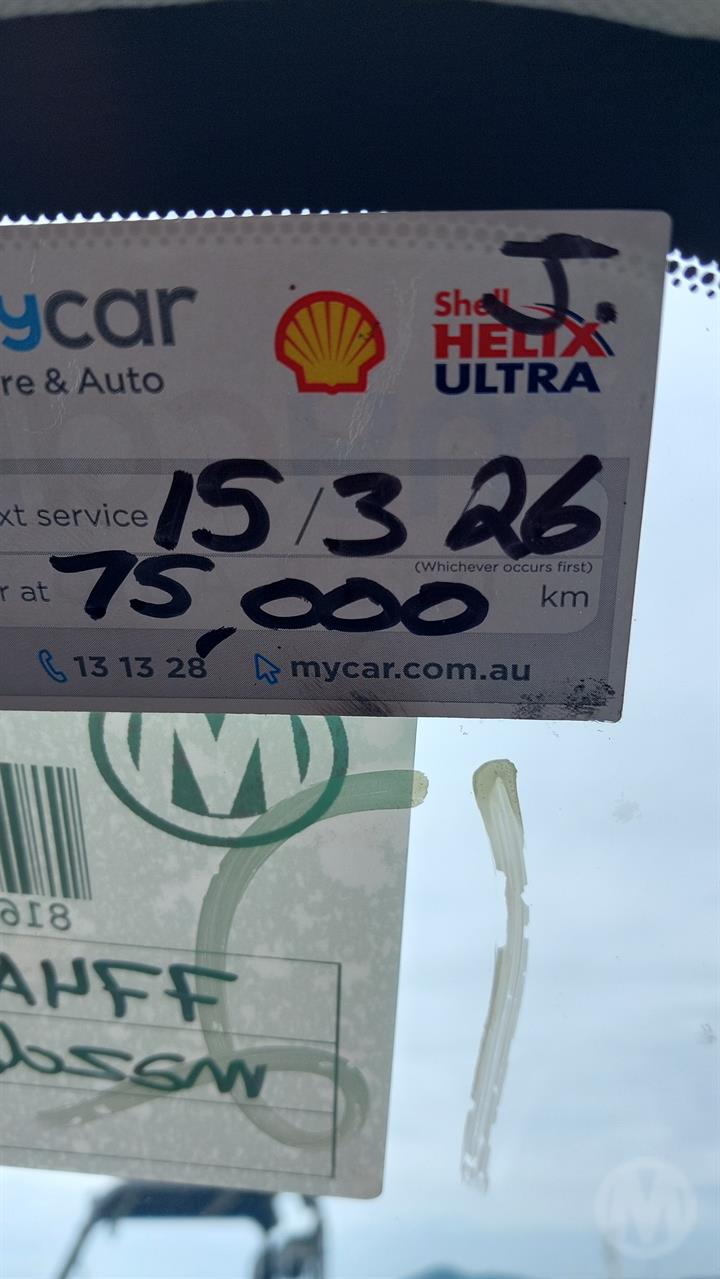 ycar
re & Auto
Shell
HELIX
ULTRA
J.
xt service 15/3 26
(Whichever occurs first)
r at 75,000 km
13 13 28
mycar.com.au
M
816
M